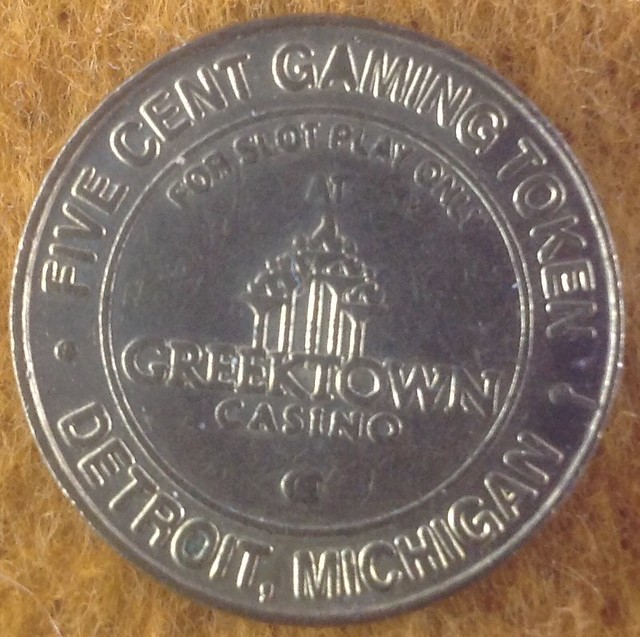 FIVE CENT GAMING TOKEN
FOR SLOT PLAY ONLY
AT
GREEKTOWN
CASINO
DETROIT, MICHIGAN